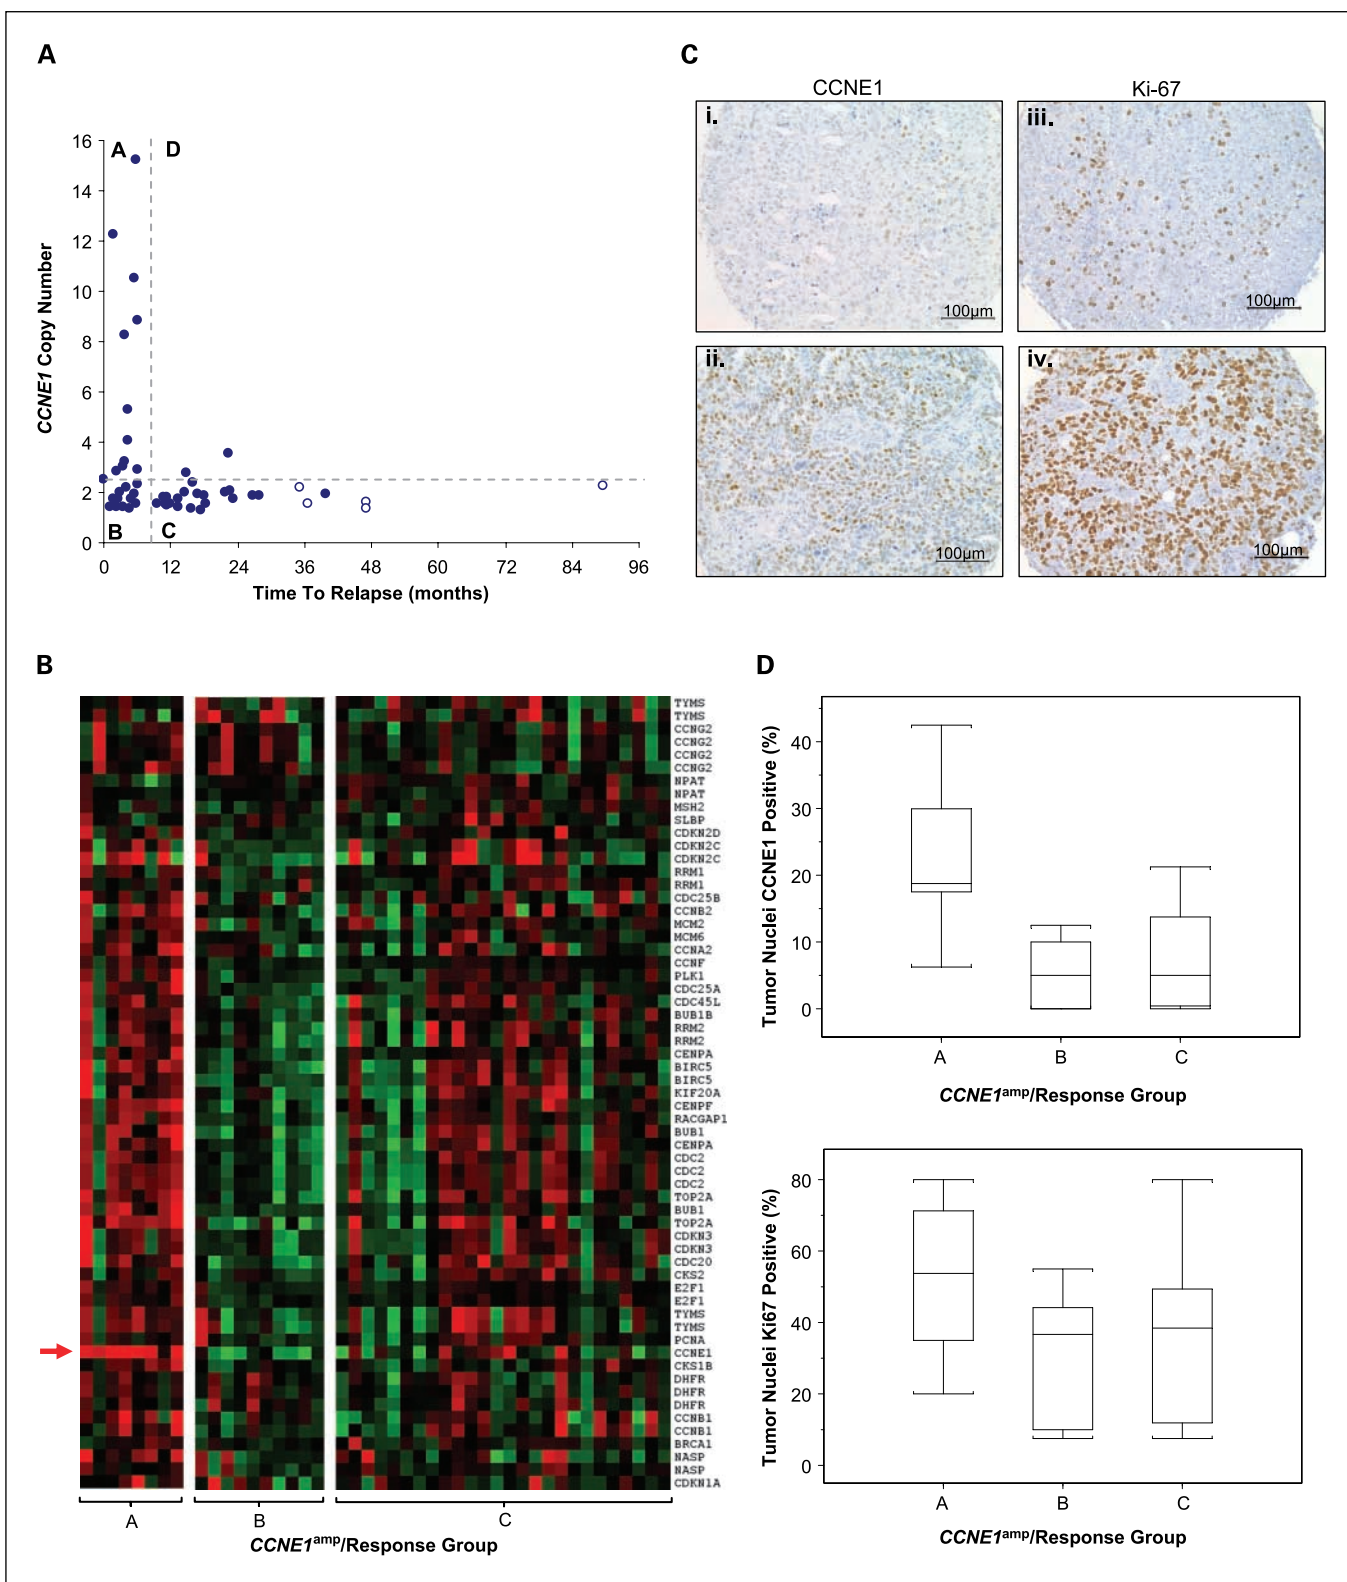 A
16
14
12
10
8
6
4
2
0
A
D
B
C
CCNE1 Copy Number
0 12 24 36 48 60 72 84 96
Time To Relapse (months)
C
CCNE1
Ki-67
i.
100µm
iii.
100µm
ii.
100µm
iv.
100µm
B
TYMS
TYMS
CCNG2
CCNG2
CCNG2
CCNG2
NPAT
NPAT
MSH2
SLBP
CDKN2D
CDKN2C
CDKN2C
RRM1
RRM1
CDC25B
CCNB2
MCM2
MCM6
CCNA2
CCNF
PLK1
CDC25A
CDC45L
BUB1B
RRM2
RRM2
CENPA
BIRC5
BIRC5
KIF20A
CENPF
RACGAP1
BUB1
CENPA
CDC2
CDC2
CDC2
TOP2A
BUB1
TOP2A
CDKN3
CDKN3
CDC20
CKS2
E2F1
E2F1
TYMS
TYMS
PCNA
CCNE1
CKS1B
DHFR
DHFR
DHFR
CCNB1
CCNB1
BRCA1
NASP
NASP
CDKN1A
A
B
C
CCNE1amp/Response Group
D
Tumor Nuclei CCNE1 Positive (%)
40
30
20
10
0
A
B
C
CCNE1amp/Response Group
Tumor Nuclei Ki67 Positive (%)
80
60
40
20
0
A
B
C
CCNE1amp/Response Group